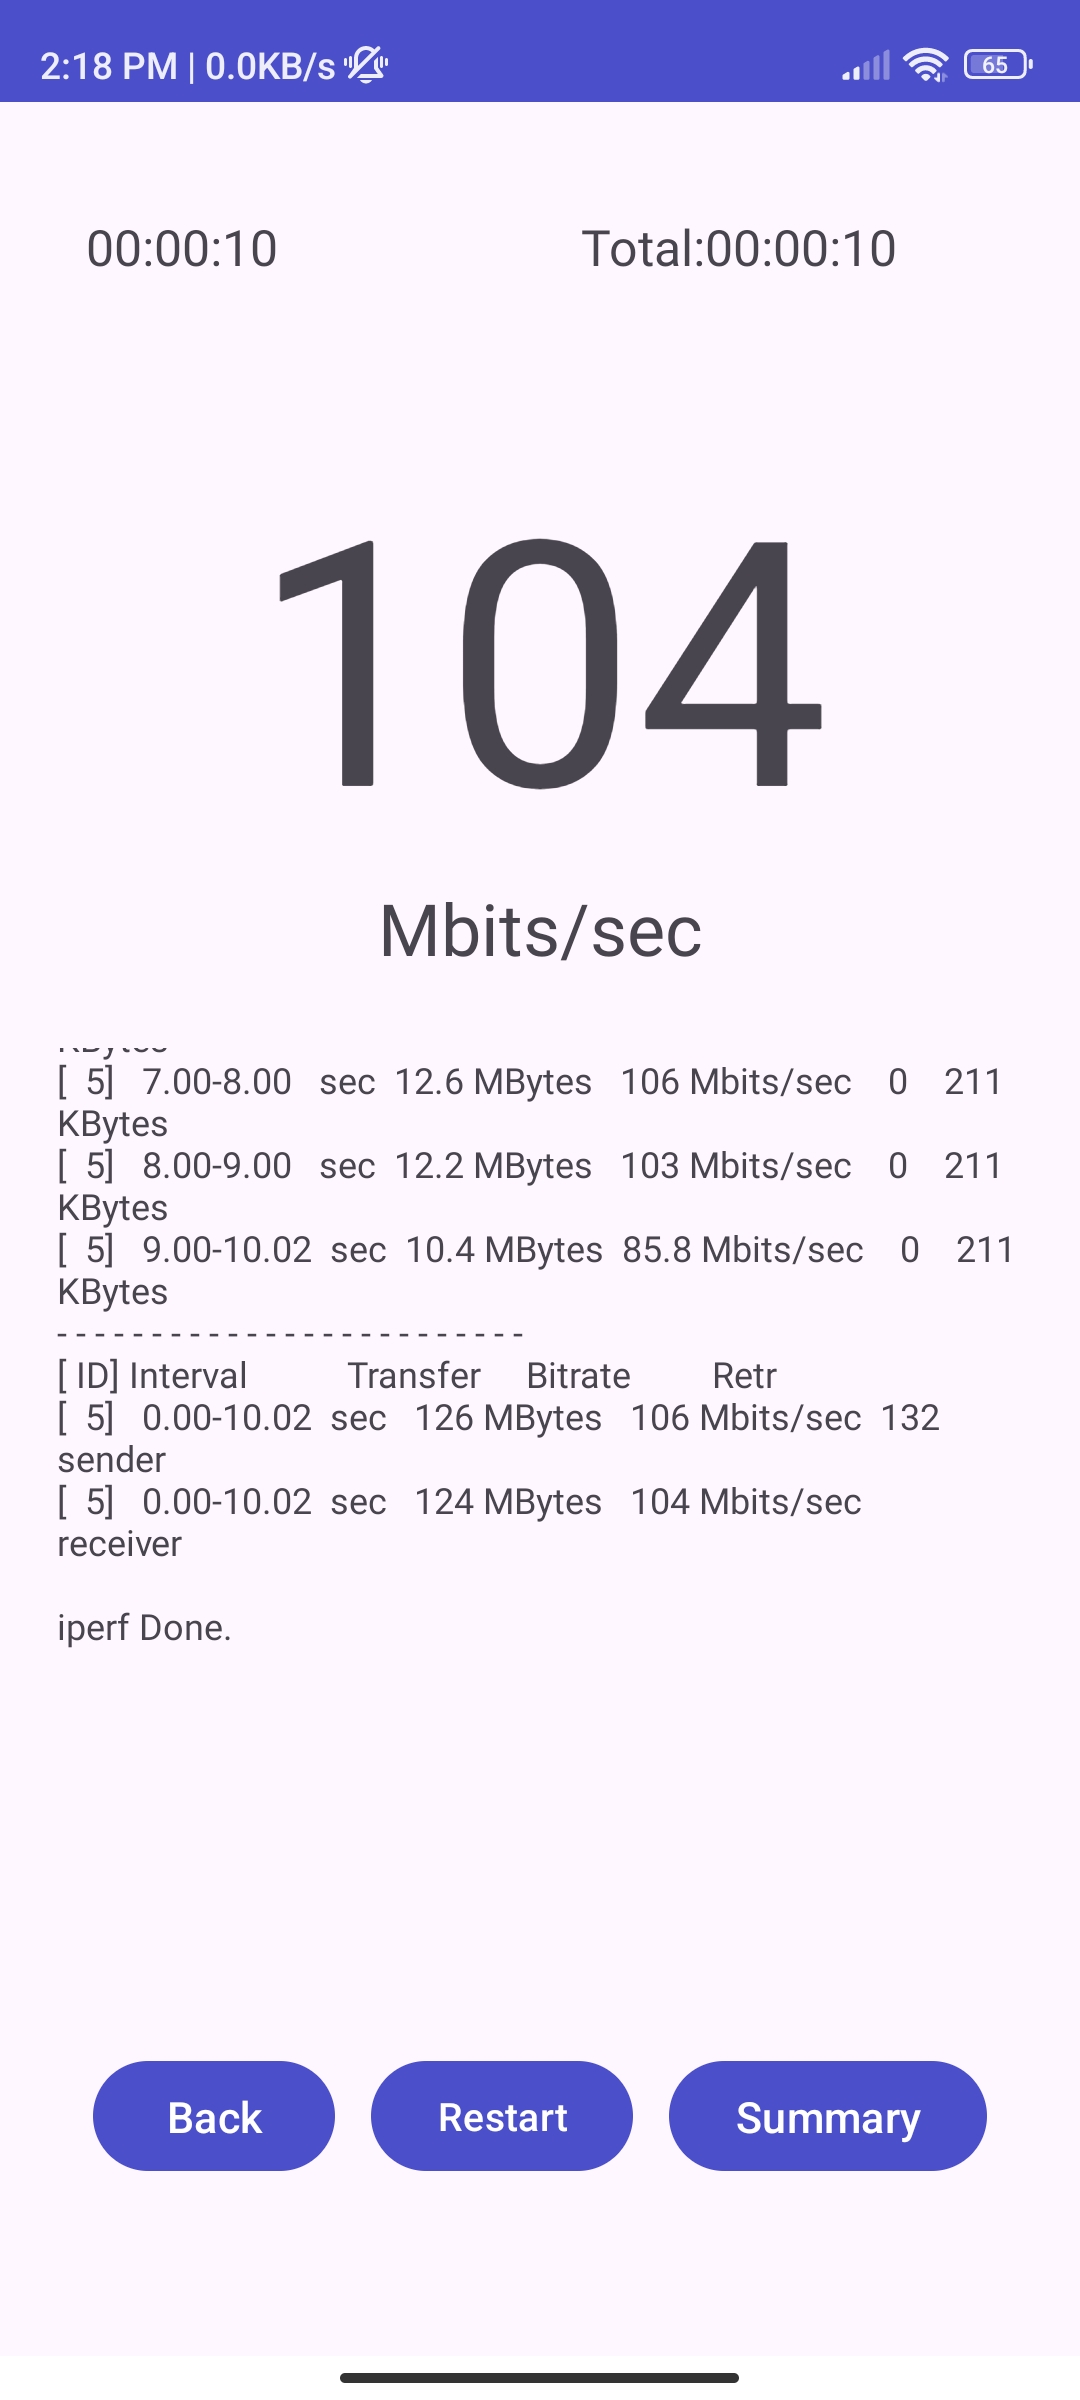 2:18 PM | 0.0KB/s
65
00:00:10 Total:00:00:10
104
Mbits/sec
KBytes
[ 5] 7.00-8.00 sec 12.6 MBytes 106 Mbits/sec 0 211
KBytes
[ 5] 8.00-9.00 sec 12.2 MBytes 103 Mbits/sec 0 211
KBytes
[ 5] 9.00-10.02 sec 10.4 MBytes 85.8 Mbits/sec 0 211
KBytes
- - - - - - - - - - - - - - - - - - - - - - - - -
[ ID] Interval Transfer Bitrate Retr
[ 5] 0.00-10.02 sec 126 MBytes 106 Mbits/sec 132
sender
[ 5] 0.00-10.02 sec 124 MBytes 104 Mbits/sec
receiver
iperf Done.
Back Restart Summary